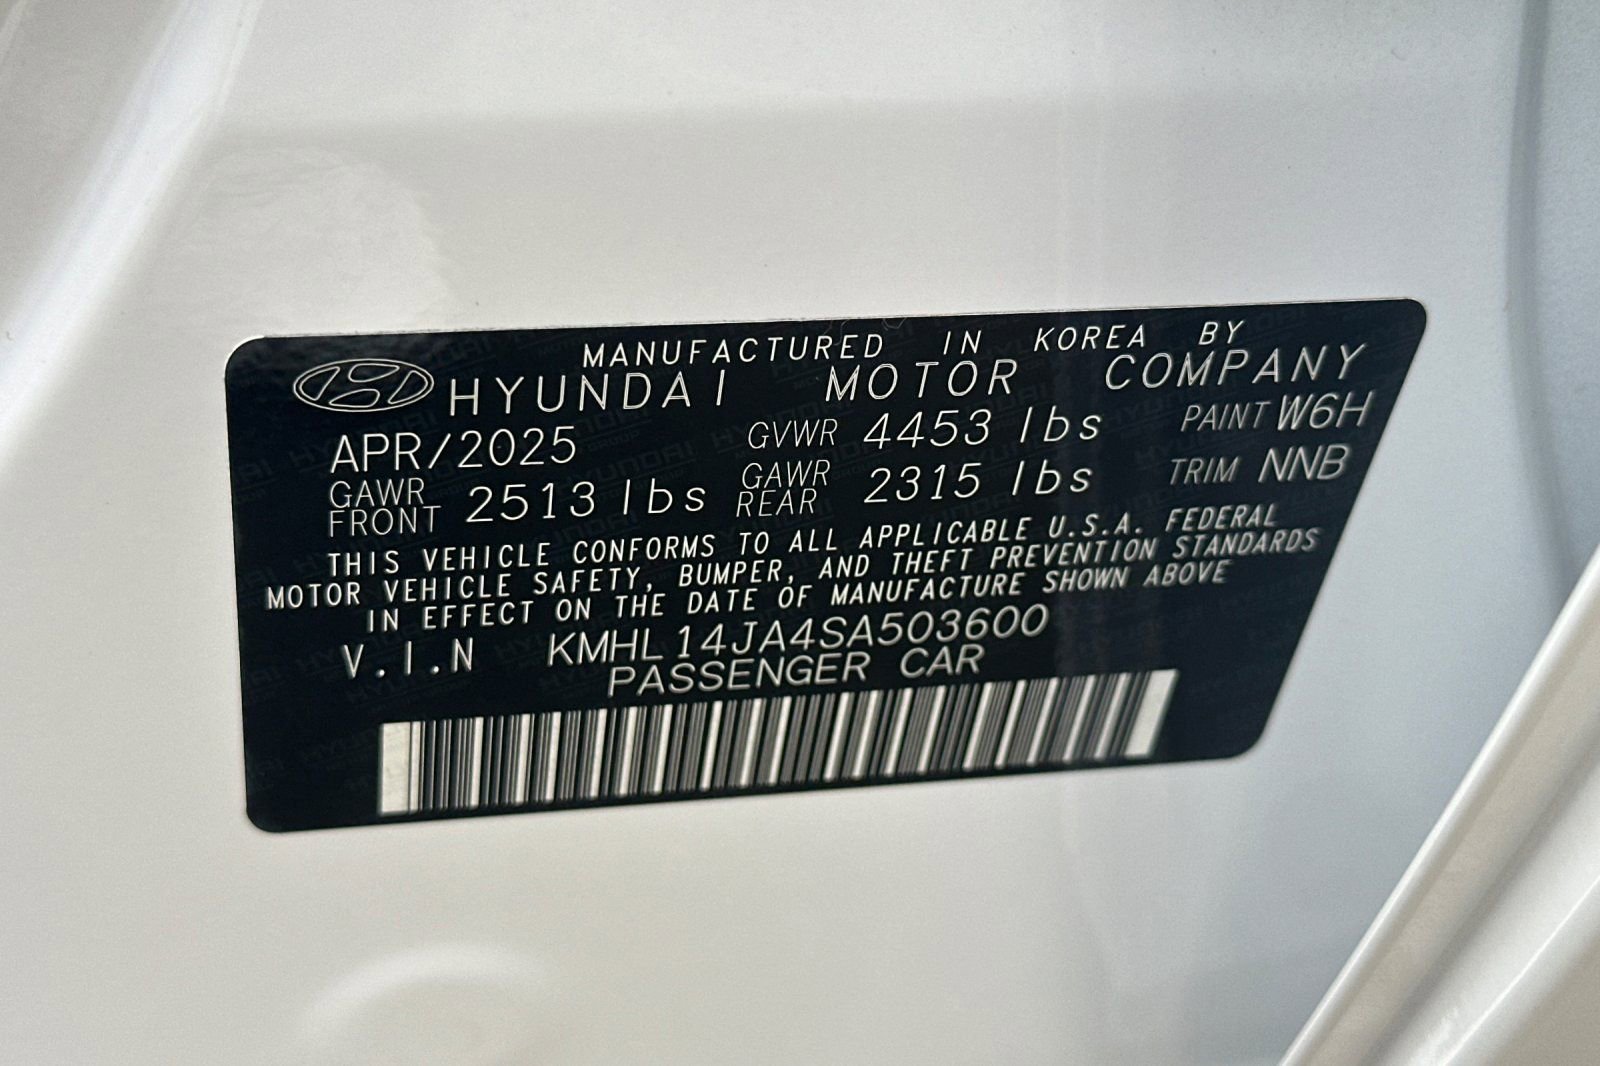 MANUFACTURED IN KOREA BY
HYUNDAI MOTOR COMPANY
APR/2025 GVWR 4453 lbs PAINT W6H
GAWR FRONT 2513 lbs GAWR REAR 2315 lbs TRIM NNB
THIS VEHICLE CONFORMS TO ALL APPLICABLE U.S.A. FEDERAL
MOTOR VEHICLE SAFETY, BUMPER, AND THEFT PREVENTION STANDARDS
IN EFFECT ON THE DATE OF MANUFACTURE SHOWN ABOVE
V.I.N KMHL14JA4SA503600
PASSENGER CAR